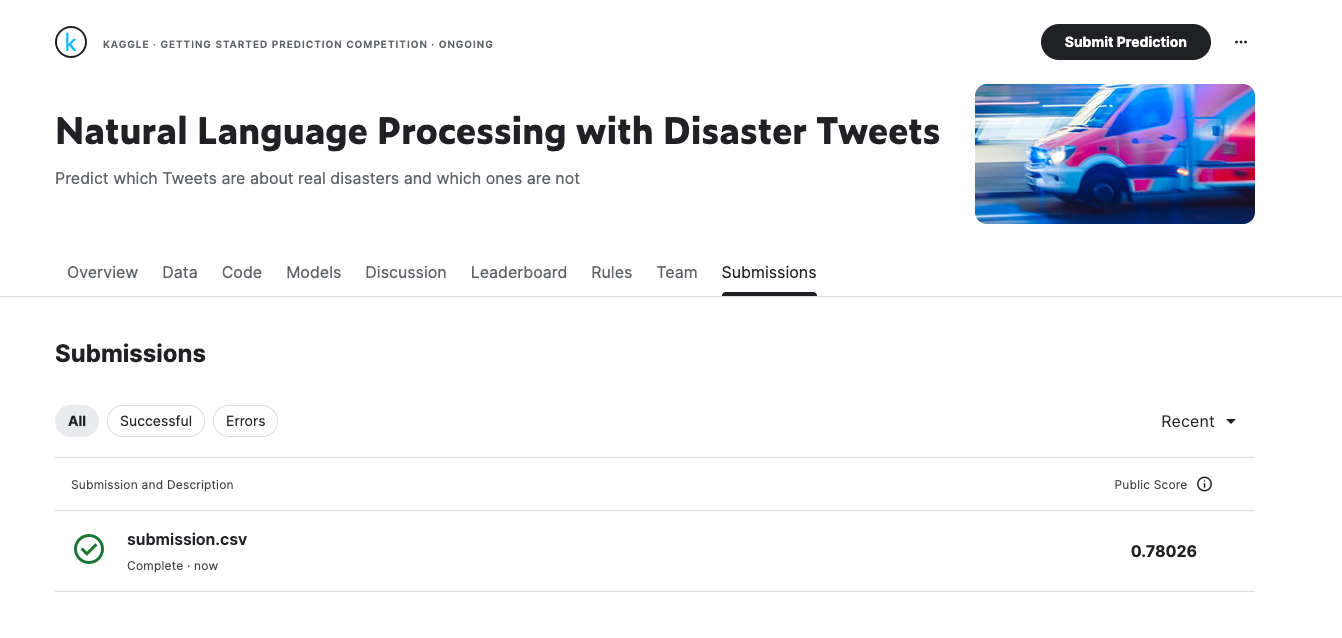 k
KAGGLE · GETTING STARTED PREDICTION COMPETITION · ONGOING
Submit Prediction
Natural Language Processing with Disaster Tweets
Predict which Tweets are about real disasters and which ones are not
Overview Data Code Models Discussion Leaderboard Rules Team Submissions
Submissions
All Successful Errors Recent
Submission and Description Public Score
submission.csv
Complete · now
0.78026